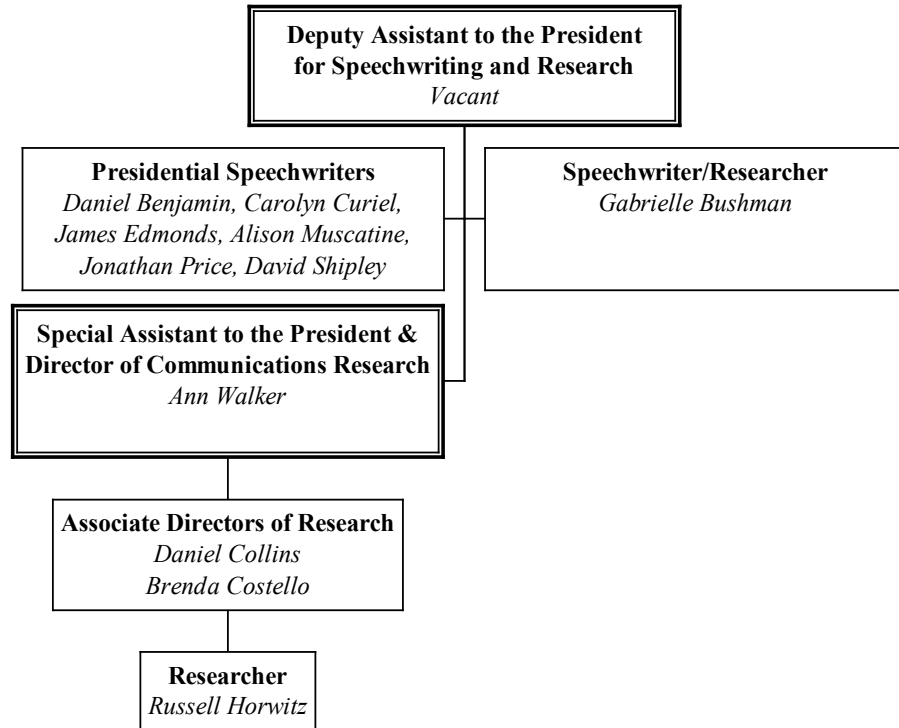 Deputy Assistant to the President
for Speechwriting and Research
Vacant
Presidential Speechwriters
Daniel Benjamin, Carolyn Curiel,
James Edmonds, Alison Muscatine,
Jonathan Price, David Shipley
Speechwriter/Researcher
Gabrielle Bushman
Special Assistant to the President &
Director of Communications Research
Ann Walker
Associate Directors of Research
Daniel Collins
Brenda Costello
Researcher
Russell Horwitz